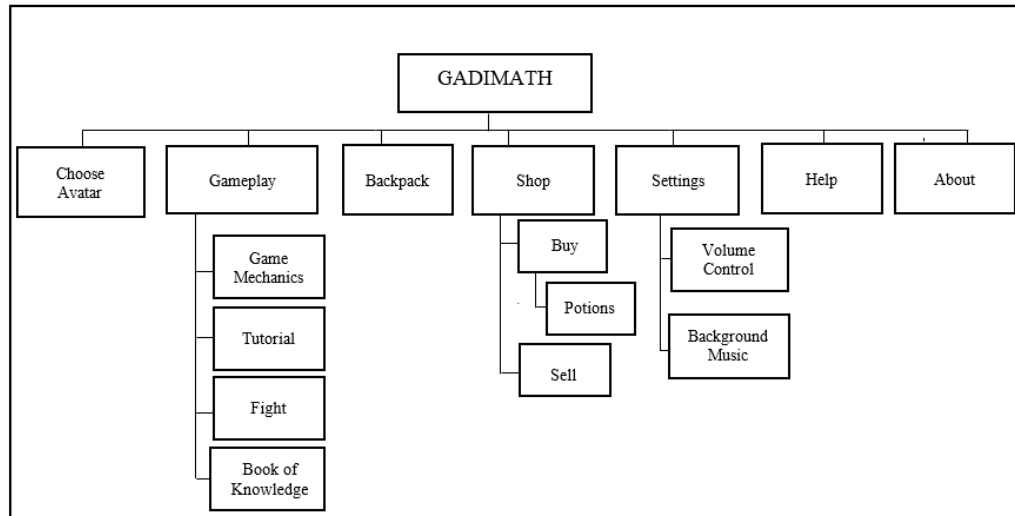 GADIMATH
Choose
Avatar
Gameplay
Backpack
Shop
Settings
Help
About
Game
Mechanics
Tutorial
Fight
Book of
Knowledge
Buy
Potions
Sell
Volume
Control
Background
Music